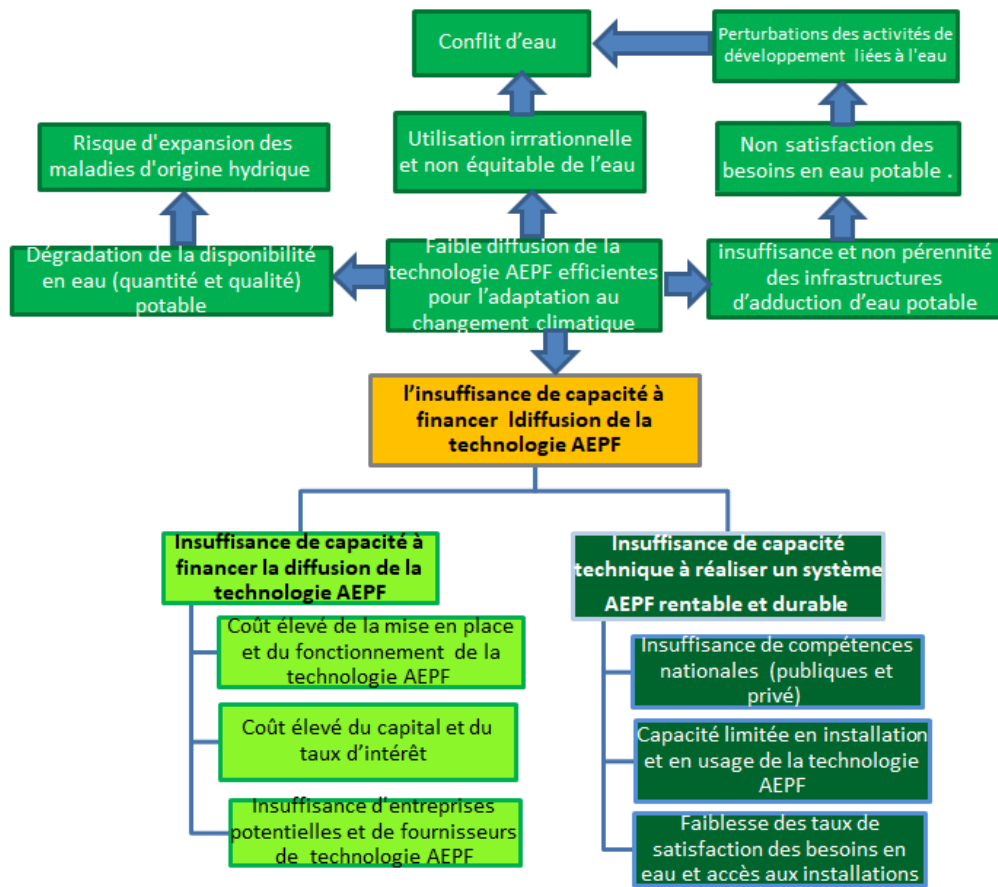 Conflit d’eau
Perturbations des activités de
développement liées à l'eau
Risque d'expansion des
maladies d'origine hydrique
Utilisation irrrationnelle
et non équitable de l’eau
Non satisfaction des
besoins en eau potable .
Dégradation de la disponibilité
en eau (quantité et qualité)
potable
Faible diffusion de la
technologie AEPF efficientes
pour l’adaptation au
changement climatique
insuffisance et non pérennité
des infrastructures
d’adduction d’eau potable
l’insuffisance de capacité à
financer ldiffusion de la
technologie AEPF
Insuffisance de capacité à
financer la diffusion de la
technologie AEPF
Coût élevé de la mise en place
et du fonctionnement de la
technologie AEPF
Coût élevé du capital et du
taux d’intérêt
Insuffisance d'entreprises
potentielles et de fournisseurs
de technologie AEPF
Insuffisance de capacité
technique à réaliser un système
AEPF rentable et durable
Insuffisance de compétences
nationales (publiques et
privé)
Capacité limitée en installation
et en usage de la technologie
AEPF
Faiblesse des taux de
satisfaction des besoins en
eau et accès aux installations